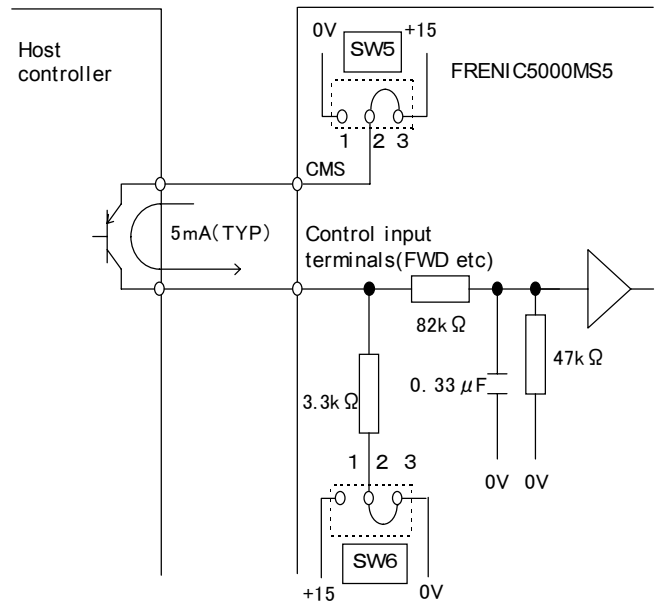 Host
controller
0V
SW5
+15
FRENIC5000MS5
1 2 3
CMS
5mA(TYP)
Control input
terminals(FWD etc)
82kΩ
3.3kΩ
0.33μF
47kΩ
1 2 3
0V 0V
+15
SW6
0V